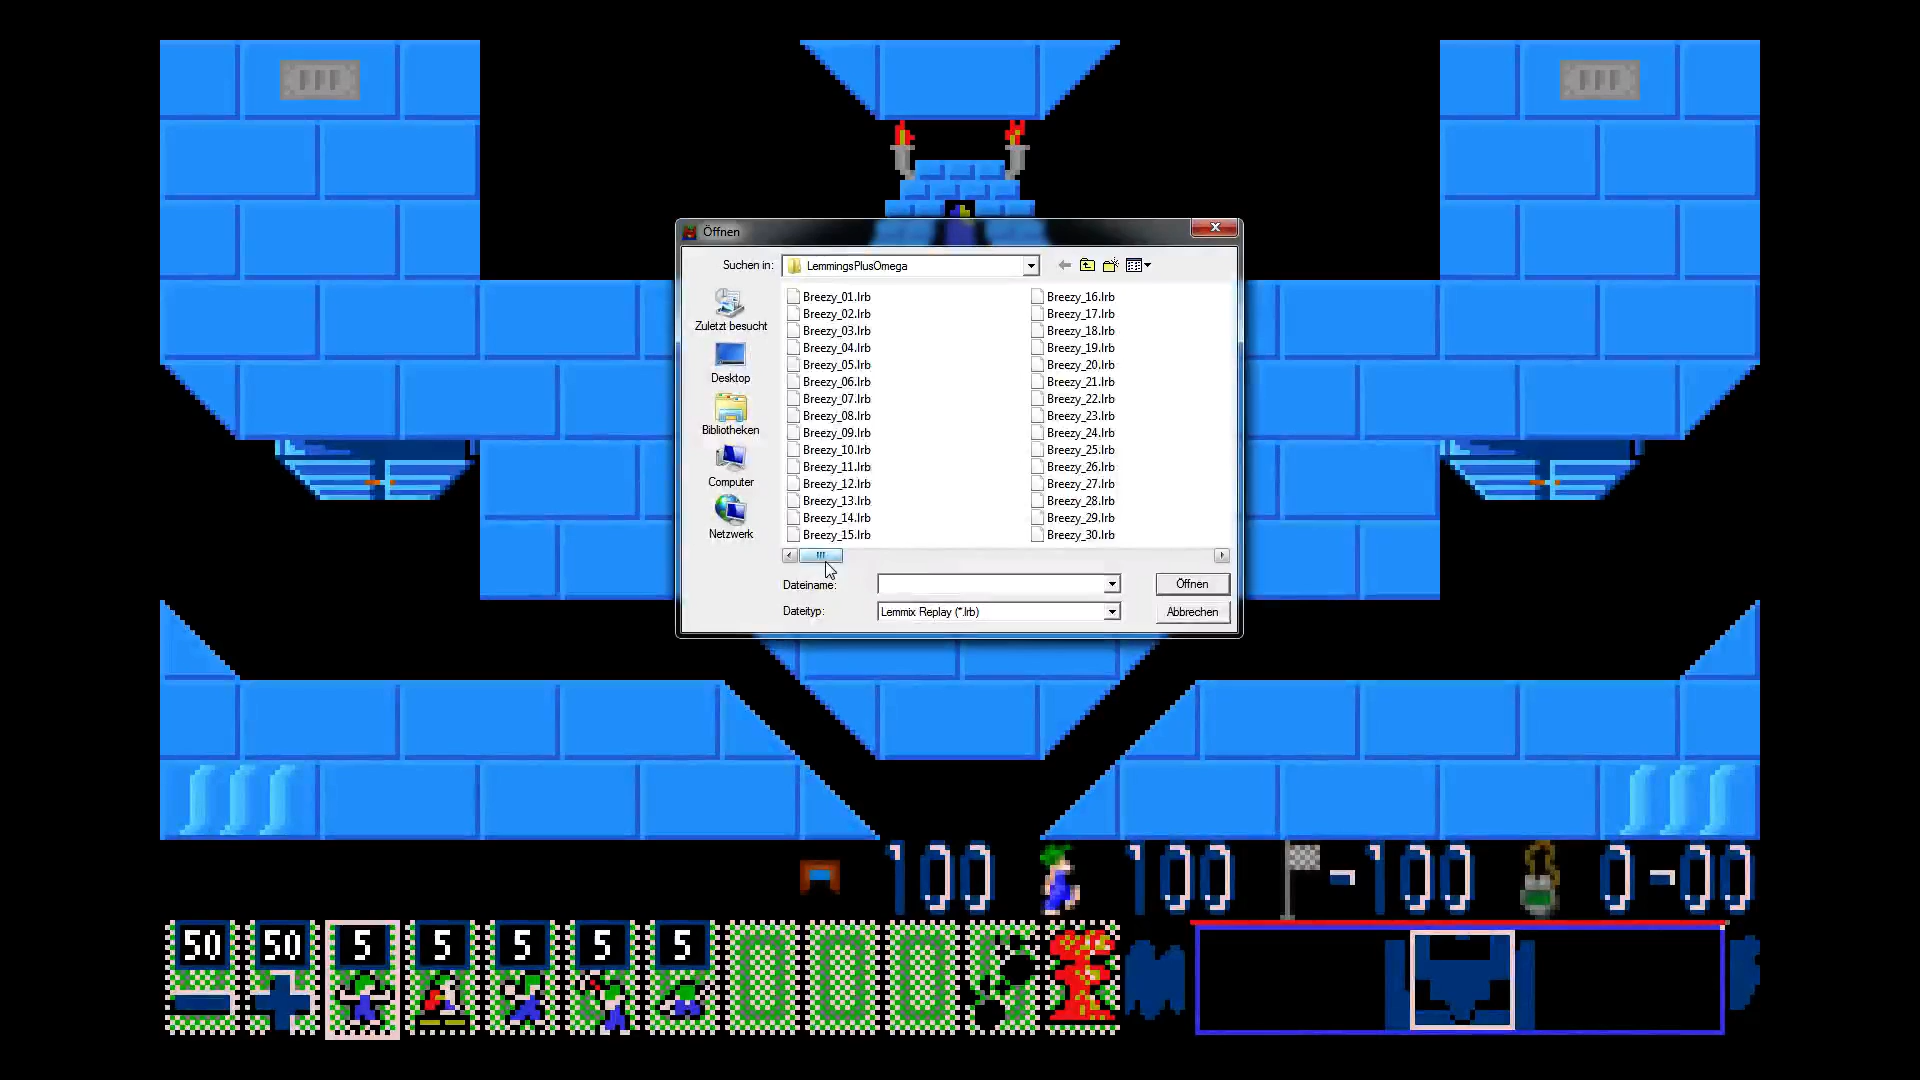 Öffnen
Suchen in: LemmingsPlusOmega
Zuletzt besucht
Desktop
Bibliotheken
Computer
Netzwerk
Breezy_01.lrb
Breezy_02.lrb
Breezy_03.lrb
Breezy_04.lrb
Breezy_05.lrb
Breezy_06.lrb
Breezy_07.lrb
Breezy_08.lrb
Breezy_09.lrb
Breezy_10.lrb
Breezy_11.lrb
Breezy_12.lrb
Breezy_13.lrb
Breezy_14.lrb
Breezy_15.lrb
Breezy_16.lrb
Breezy_17.lrb
Breezy_18.lrb
Breezy_19.lrb
Breezy_20.lrb
Breezy_21.lrb
Breezy_22.lrb
Breezy_23.lrb
Breezy_24.lrb
Breezy_25.lrb
Breezy_26.lrb
Breezy_27.lrb
Breezy_28.lrb
Breezy_29.lrb
Breezy_30.lrb
Dateiname: Öffnen
Dateityp: Lemmix Replay (*.lrb) Abbrechen
100 100 -100 0-00
50 50 5 5 5 5 5